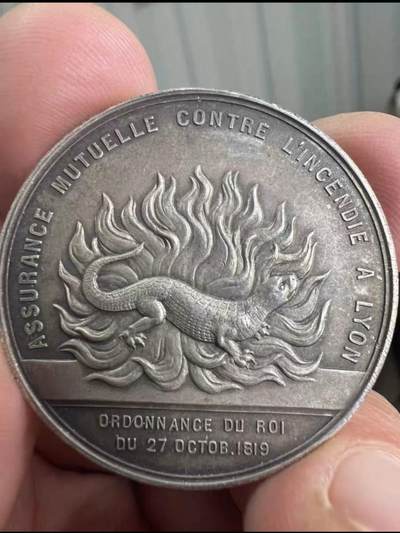 ASSURANCE MUTUELLE CONTRE L'INCENDIE A LYON
ORDONNANCE DU ROI
DU 27 OCTOB. 1819